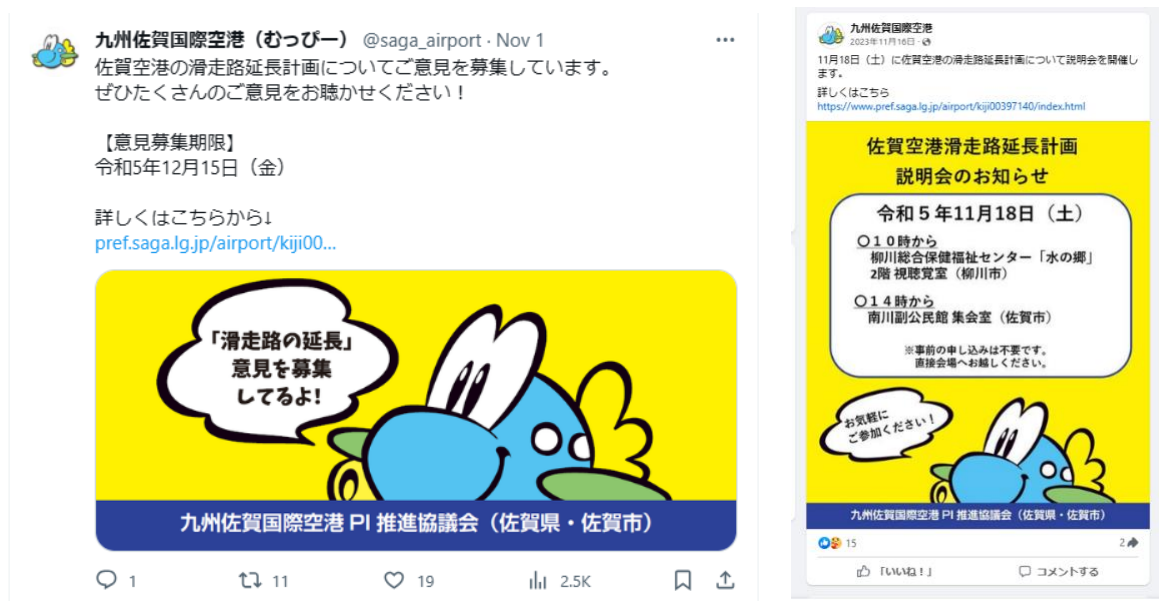 九州佐賀国際空港（むっぴー） @saga_airport · Nov 1
佐賀空港の滑走路延長計画についてご意見を募集しています。
ぜひたくさんのご意見をお聴かせください！
【意見募集期限】
令和5年12月15日（金）
詳しくはこちらから↓
pref.saga.lg.jp/airport/kiji00...
「滑走路の延長」
意見を募集
してるよ!
九州佐賀国際空港 PI 推進協議会（佐賀県・佐賀市）
1 11 19 2.5K
九州佐賀国際空港
2023年11月16日 ·
11月18日（土）に佐賀空港の滑走路延長計画について説明会を開催し
ます。
詳しくはこちら
https://www.pref.saga.lg.jp/airport/kiji00397140/index.html
佐賀空港滑走路延長計画
説明会のお知らせ
令和５年11月18日（土）
〇１０時から
柳川総合保健福祉センター「水の郷」
2階 視聴覚室（柳川市）
〇１４時から
南川副公民館 集会室（佐賀市）
※事前の申し込みは不要です。
直接会場へお越しください。
お気軽に
ご参加ください！
九州佐賀国際空港 PI 推進協議会（佐賀県・佐賀市）
15 2
「いいね！」 コメントする